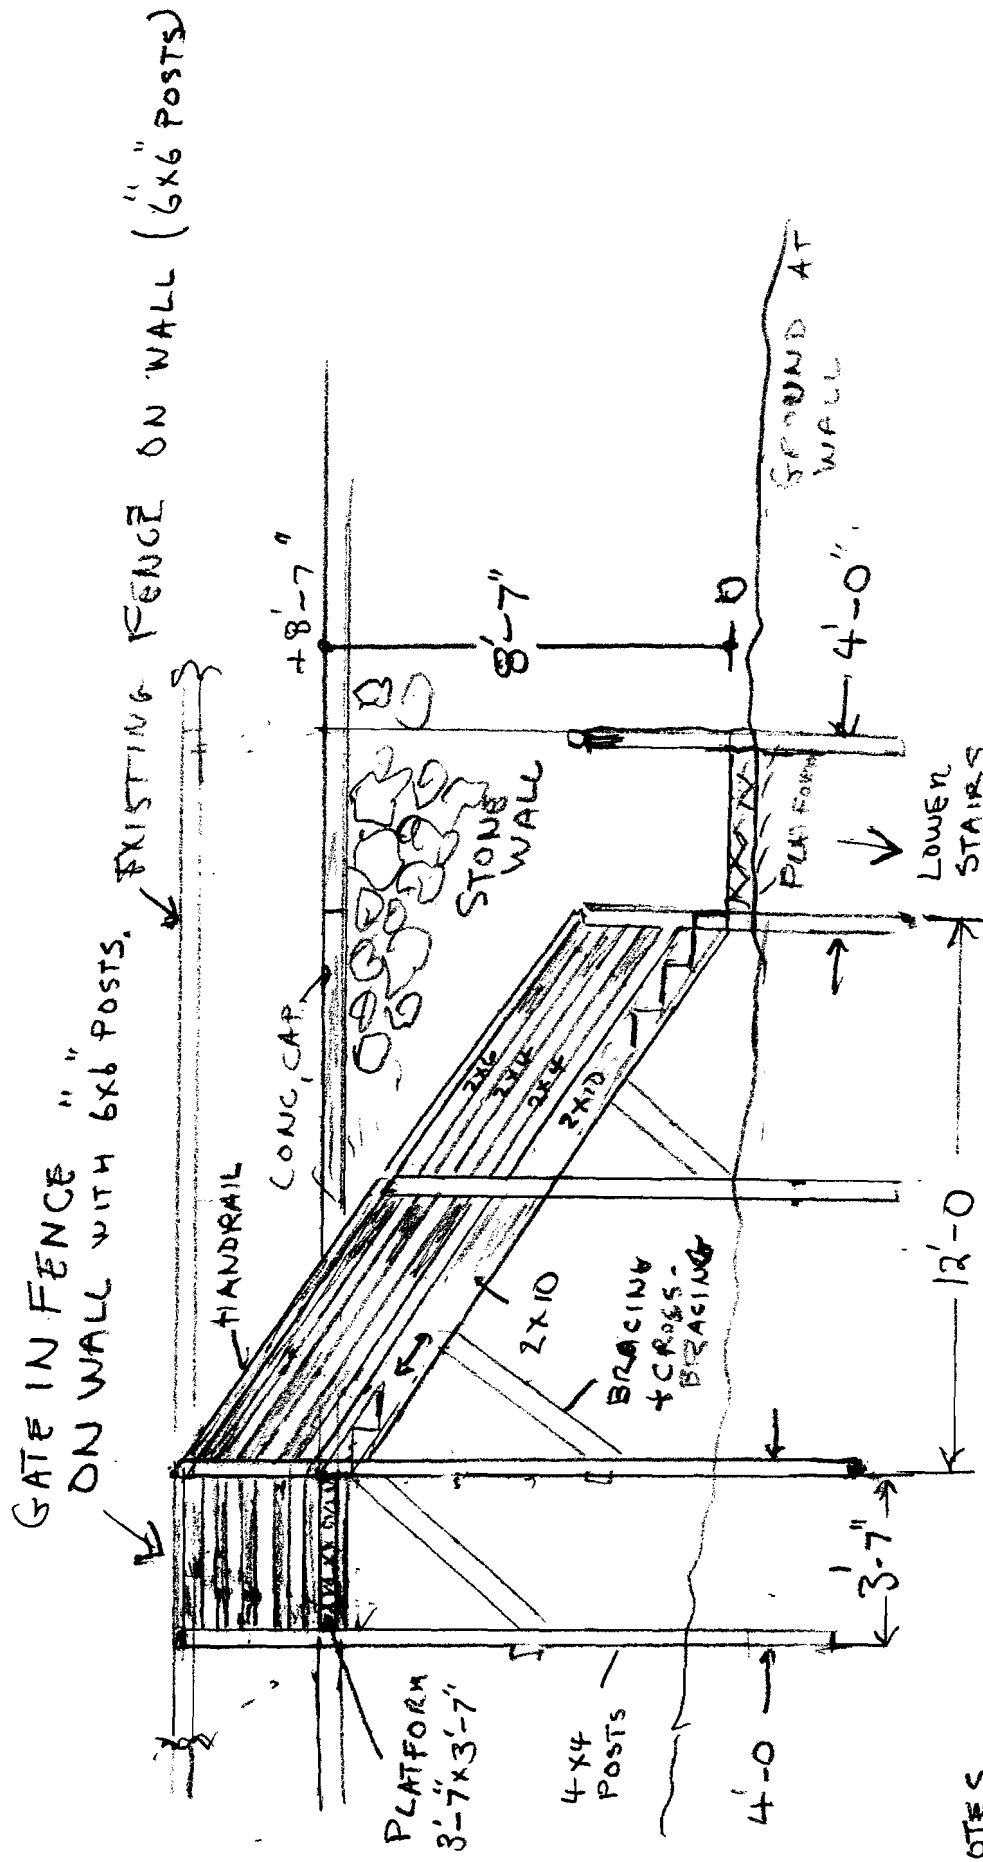 GATE IN FENCE
ON WALL WITH 6x6" POSTS.
EXISTING FENCE ON WALL (6"x6" POSTS)
HANDRAIL
CONC. CAP.
+8'-7"
STONE
WALL
8'-7"
0
2x6
2x4
2x4
2x10
2x10
BRACING
+ CROSS-
BRACING
PLATFORM
3'-7"x3'-7"
4x4
POSTS
4'-0
3'-7"
12'-0
4'-0"
PLATFORM
LOWER
STAIRS
GROUND AT
WALL